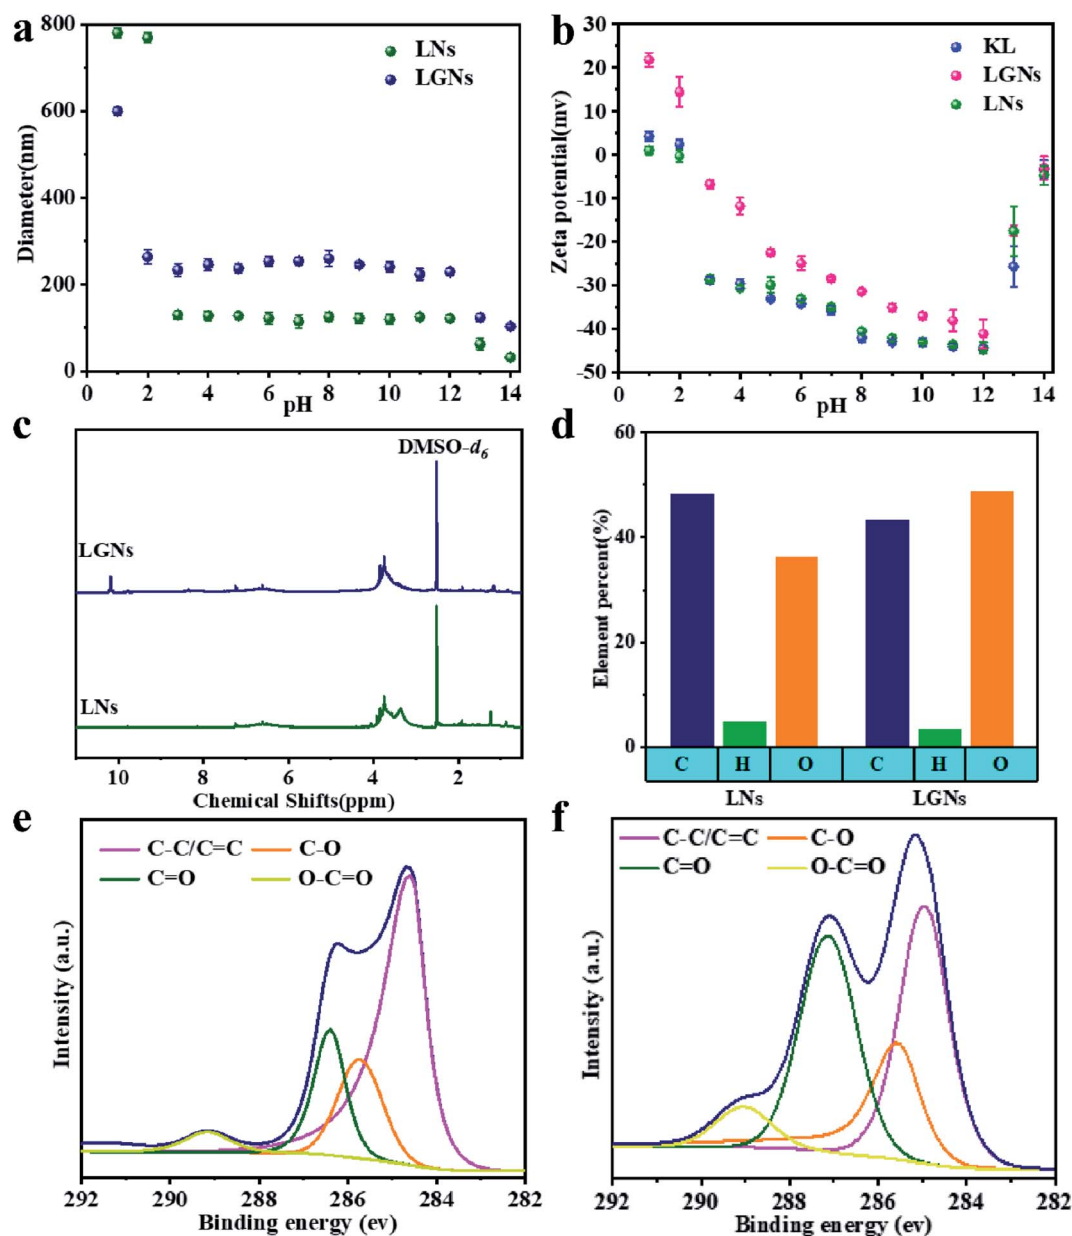 a
800
600
400
200
0
Diameter(nm)
LNs
LGNs
0 2 4 6 8 10 12 14
pH
b
30
20
10
0
-10
-20
-30
-40
-50
Zeta potential(mv)
KL
LGNs
LNs
0 2 4 6 8 10 12 14
pH
c
DMSO-d6
LGNs
LNs
10 8 6 4 2
Chemical Shifts(ppm)
d
60
40
20
0
Element percent(%)
C H O C H O
LNs LGNs
e
C-C/C=C C-O
C=O O-C=O
Intensity (a.u.)
292 290 288 286 284 282
Binding energy (ev)
f
C-C/C=C C-O
C=O O-C=O
Intensity (a.u.)
292 290 288 286 284 282
Binding energy (ev)